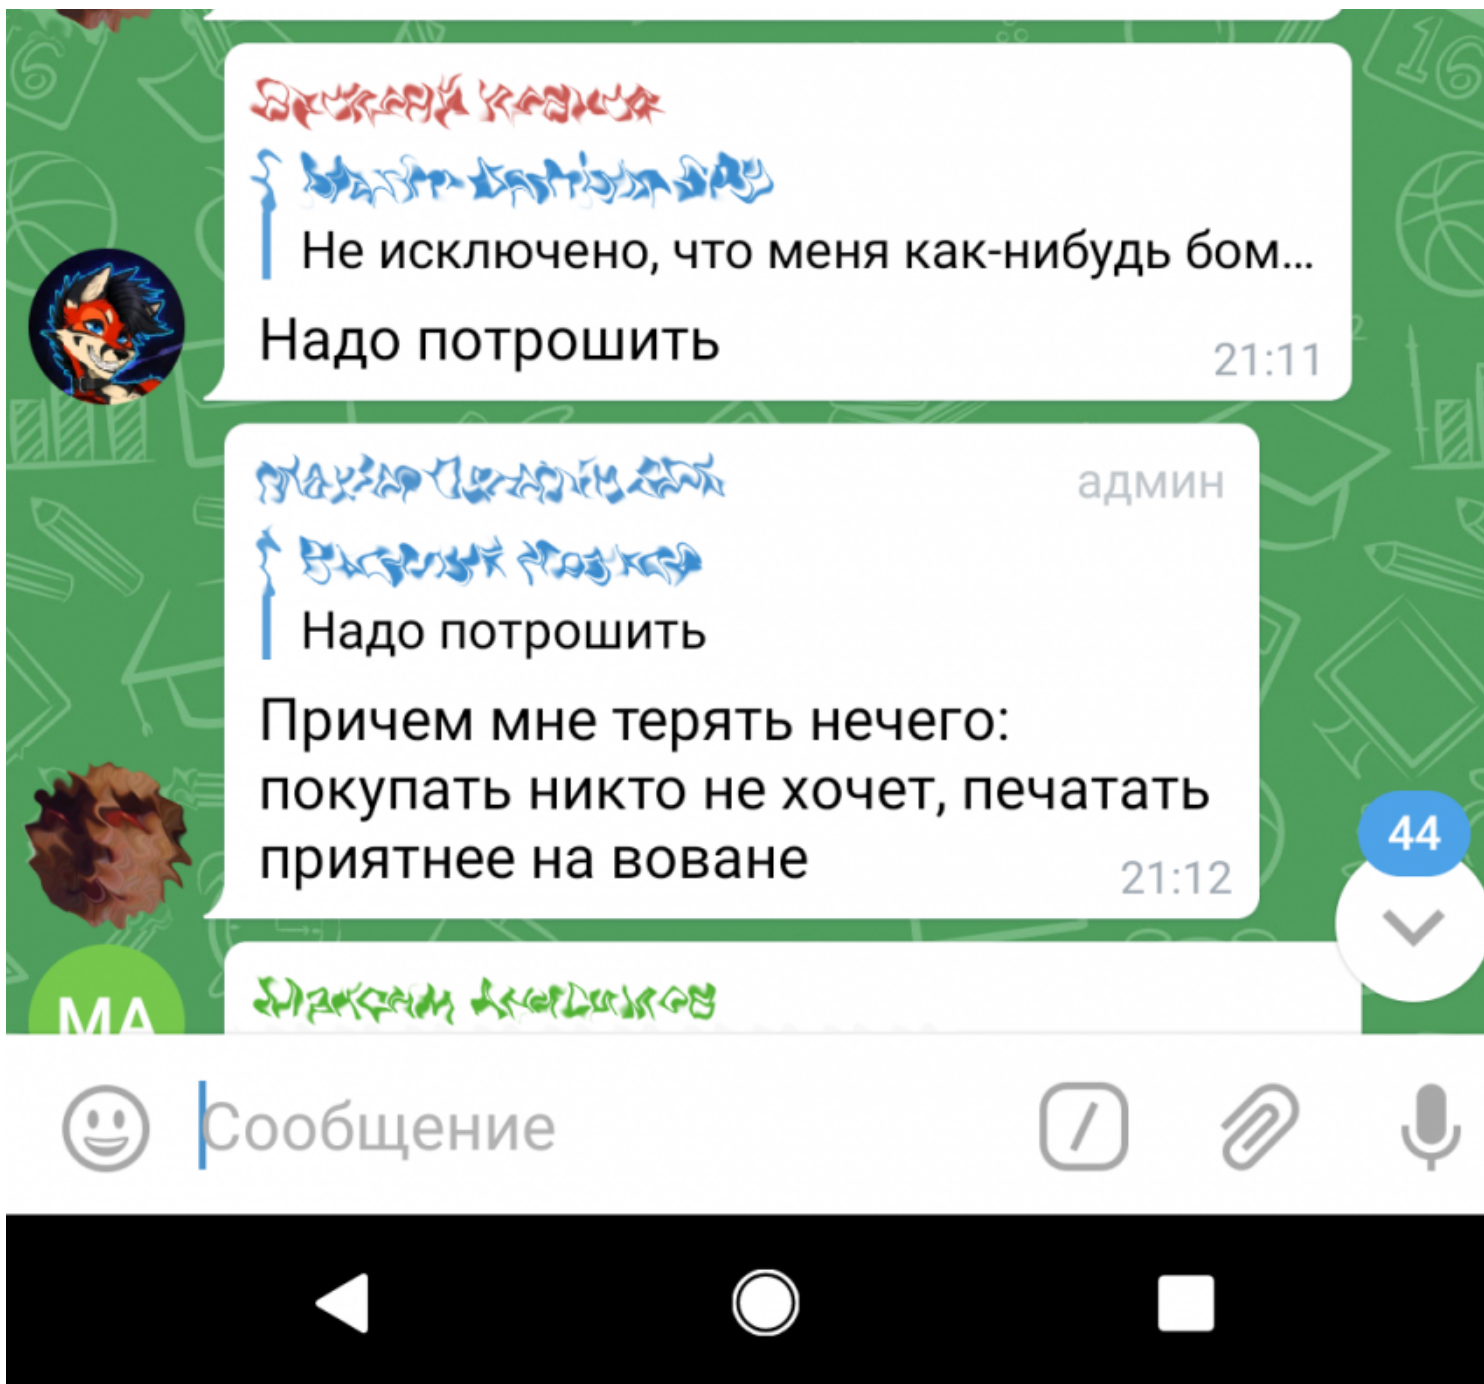 Не исключено, что меня как-нибудь бом...
Надо потрошить
21:11
админ
Надо потрошить
Причем мне терять нечего:
покупать никто не хочет, печатать
приятнее на воване
21:12
44
МА
Сообщение